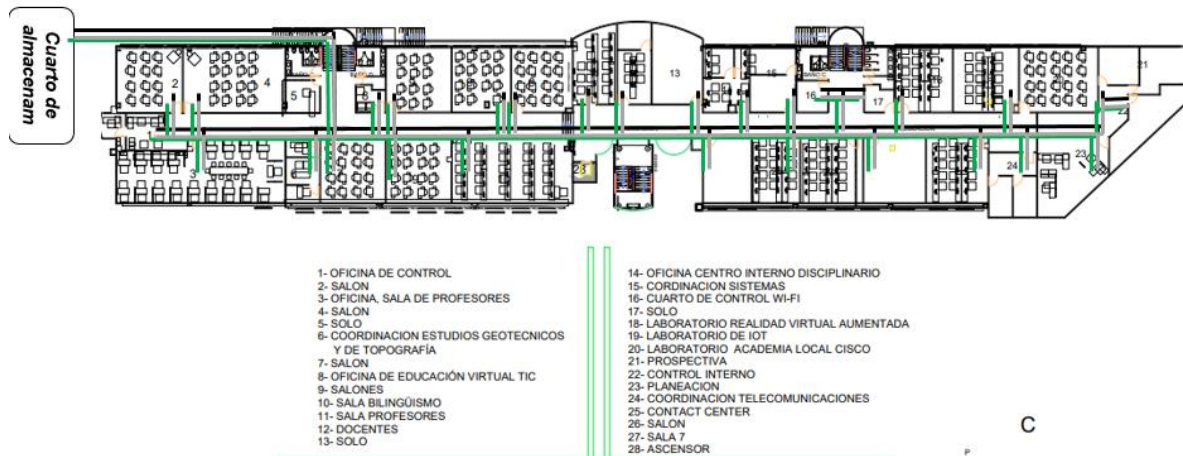 Cuarto de
almacenam
2
4
5
13
15
16
17
21
22
3
24
23
28
1- OFICINA DE CONTROL
2- SALON
3- OFICINA, SALA DE PROFESORES
4- SALON
5- SOLO
6- COORDINACION ESTUDIOS GEOTECNICOS
Y DE TOPOGRAFÍA
7- SALON
8- OFICINA DE EDUCACIÓN VIRTUAL TIC
9- SALONES
10- SALA BILINGÜISMO
11- SALA PROFESORES
12- DOCENTES
13- SOLO
14- OFICINA CENTRO INTERNO DISCIPLINARIO
15- CORDINACION SISTEMAS
16- CUARTO DE CONTROL WI-FI
17- SOLO
18- LABORATORIO REALIDAD VIRTUAL AUMENTADA
19- LABORATORIO DE IOT
20- LABORATORIO ACADEMIA LOCAL CISCO
21- PROSPECTIVA
22- CONTROL INTERNO
23- PLANEACION
24- COORDINACION TELECOMUNICACIONES
25- CONTACT CENTER
26- SALON
27- SALA 7
28- ASCENSOR
C
P